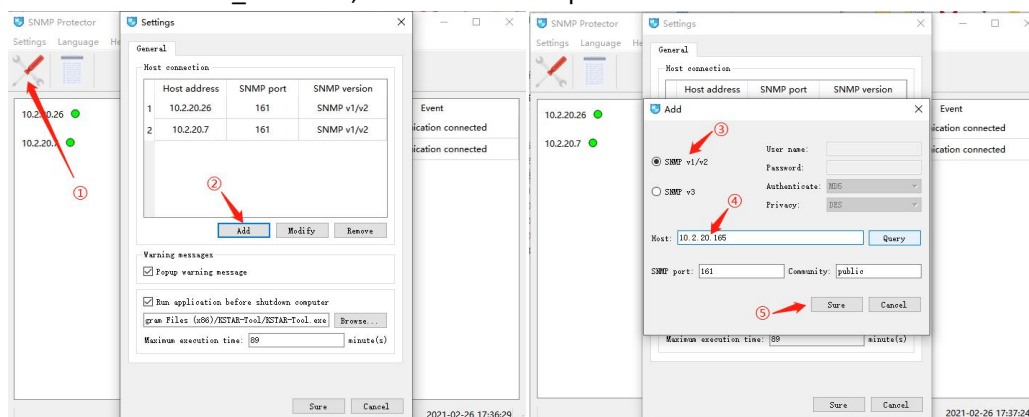 SNMP Protector
Settings Language He
10.2.20.26
10.2.20.7
①
Settings
General
Host connection
Host address SNMP port SNMP version
1 10.2.20.26 161 SNMP v1/v2
2 10.2.20.7 161 SNMP v1/v2
②
Add Modify Remove
Warning messages
Popup warning message
Run application before shutdown computer
gram Files (x86)/KSTAR-Tool/KSTAR-Tool.exe Browse...
Maximum execution time: 89 minute(s)
Sure Cancel
Event
ication connected
ication connected
2021-02-26 17:36:29
SNMP Protector
Settings Language He
10.2.20.26
10.2.20.7
Settings
General
Host connection
Host address SNMP port SNMP version
Add
③
SNMP v1/v2
SNMP v3
User name:
Password:
Authenticate: MD5
Privacy: DES
④
Host: 10.2.20.165 Query
SNMP port: 161 Community: public
⑤
Sure Cancel
Maximum execution time: 89 minute(s)
Sure Cancel
Event
ication connected
ication connected
2021-02-26 17:37:24